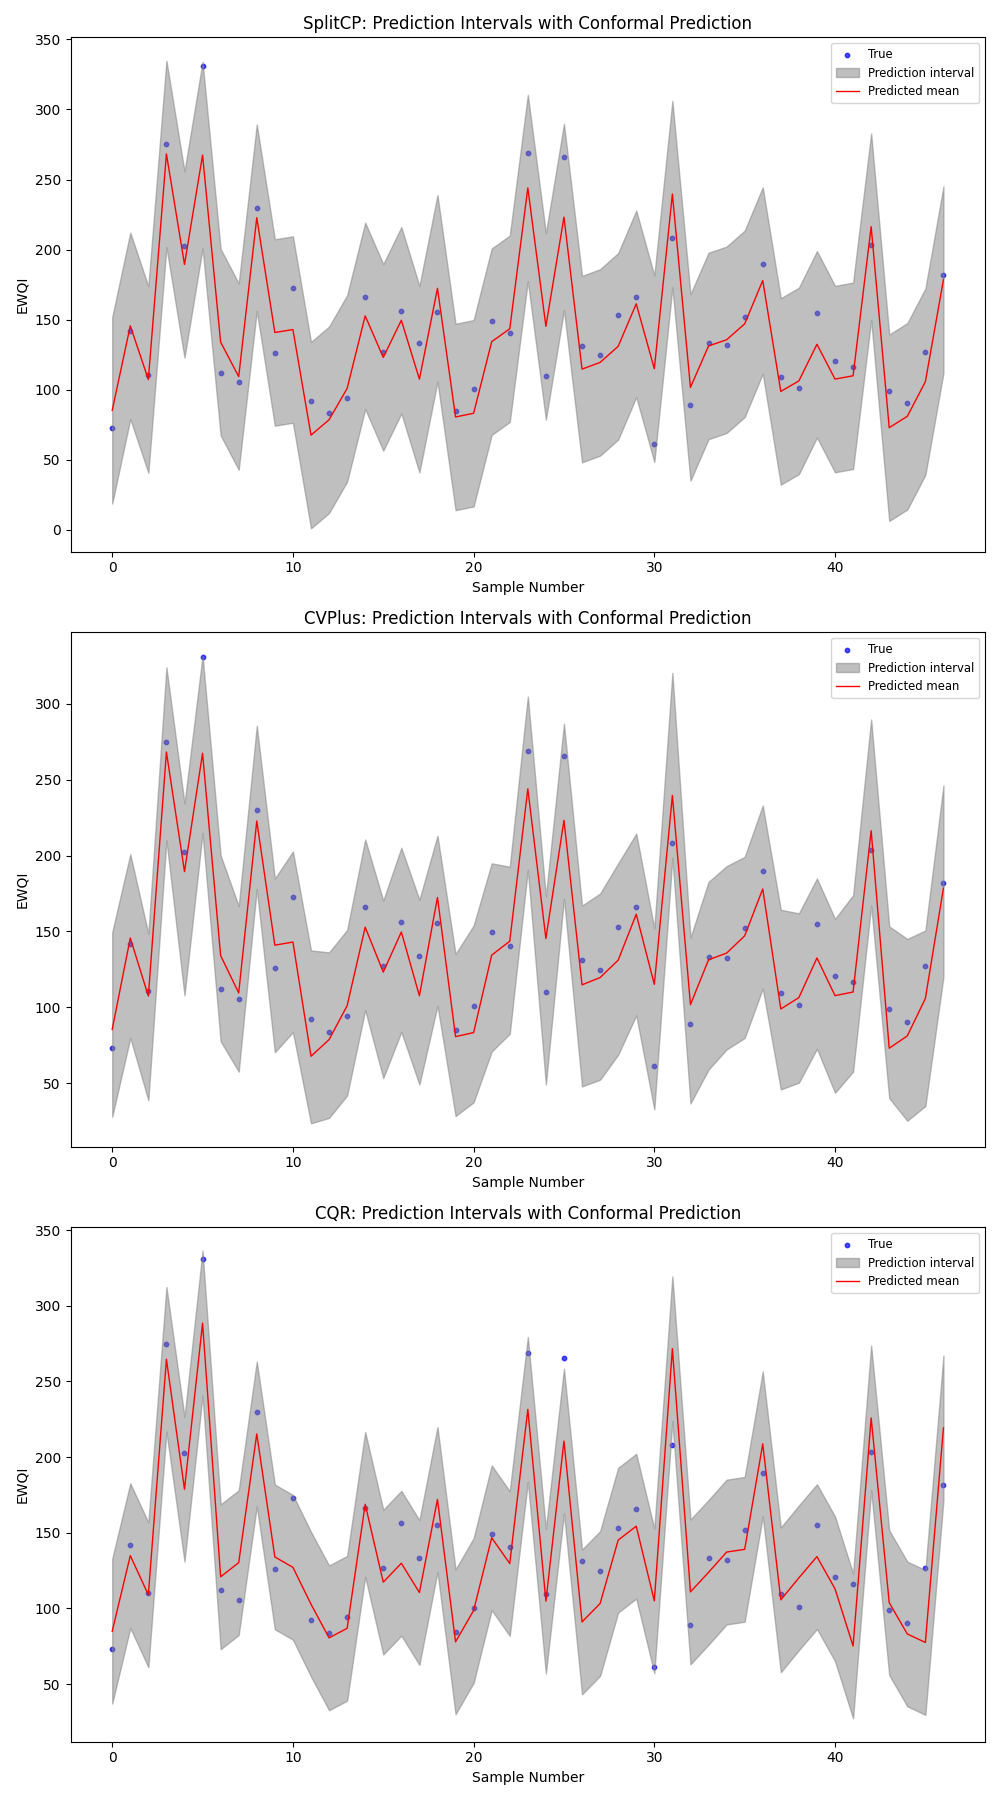 SplitCP: Prediction Intervals with Conformal Prediction
350
300
250
200
150
100
50
0
EWQI
True
Prediction interval
Predicted mean
0 10 20 30 40
Sample Number
CVPlus: Prediction Intervals with Conformal Prediction
300
250
200
150
100
50
EWQI
True
Prediction interval
Predicted mean
0 10 20 30 40
Sample Number
CQR: Prediction Intervals with Conformal Prediction
350
300
250
200
150
100
50
EWQI
True
Prediction interval
Predicted mean
0 10 20 30 40
Sample Number